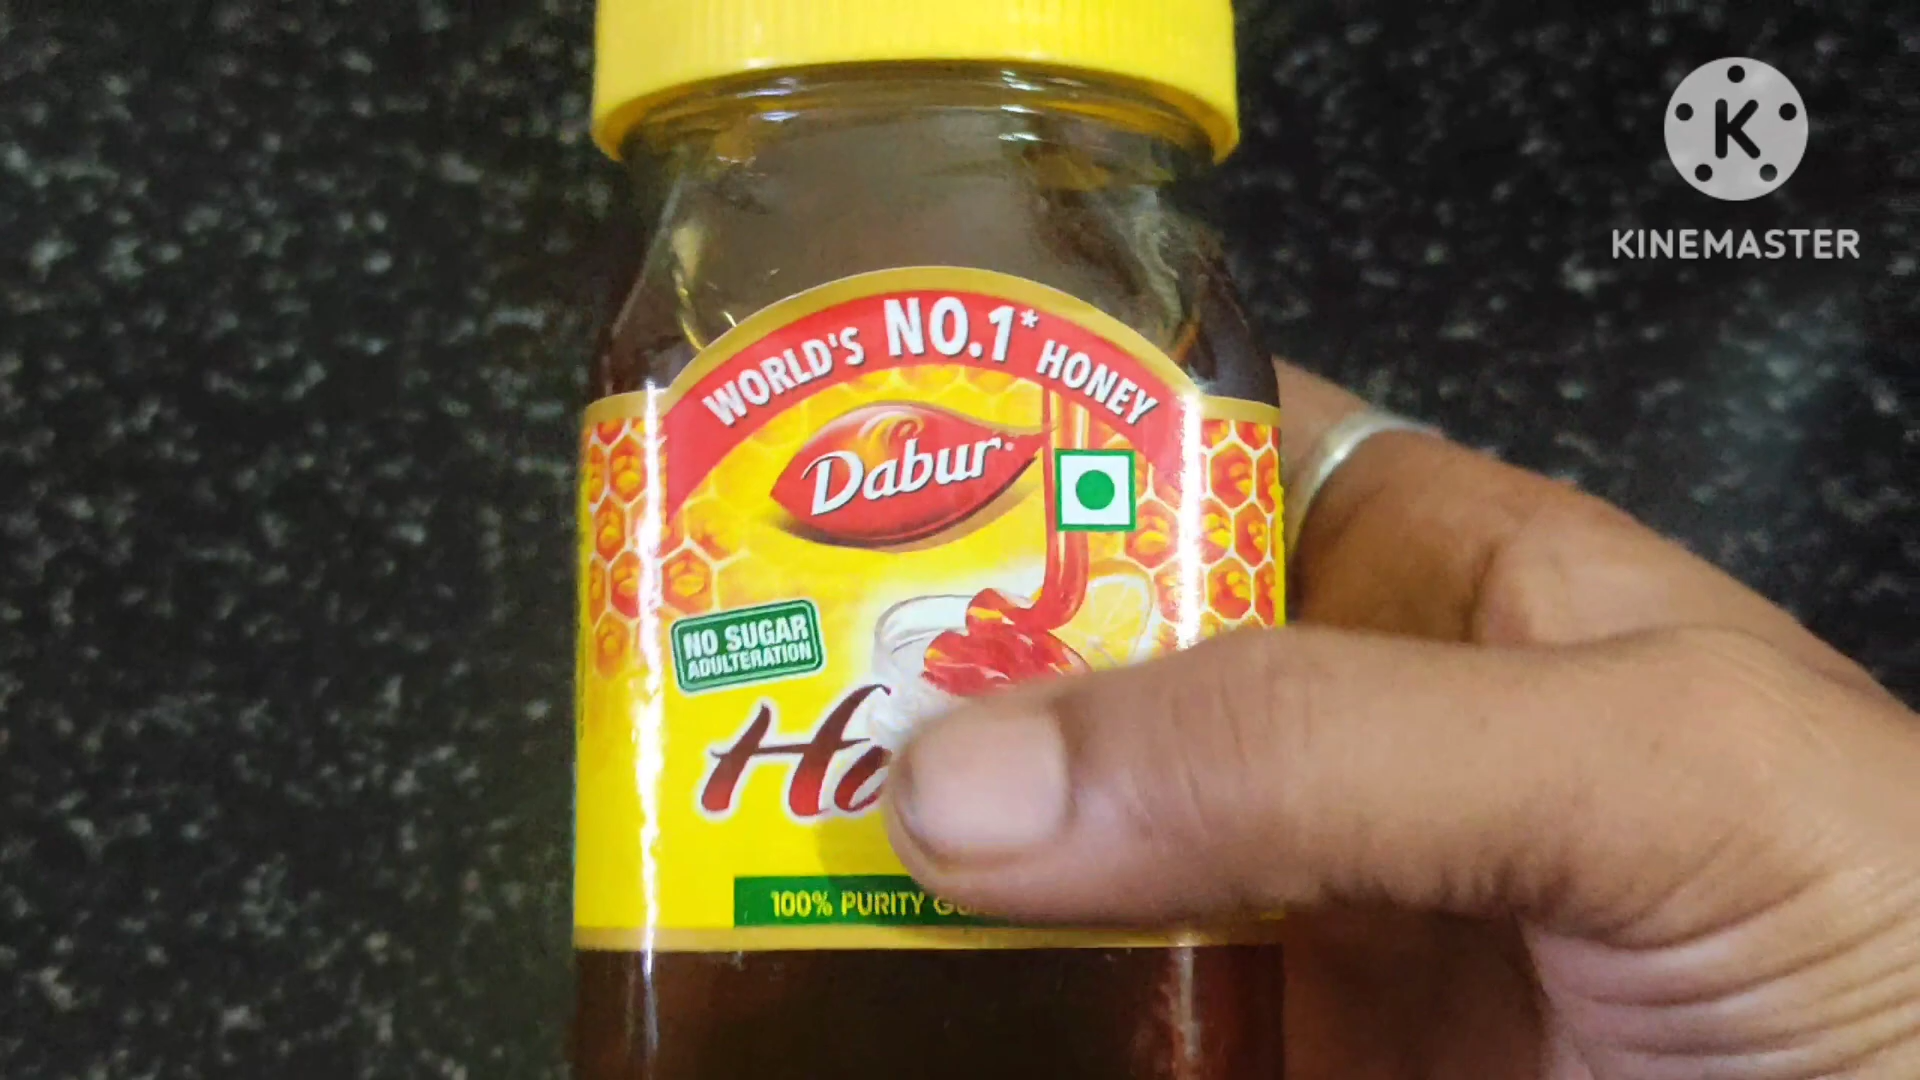 WORLD'S NO.1* HONEY
Dabur
NO SUGAR
ADULTERATION
100% PURITY
K
KINEMASTER